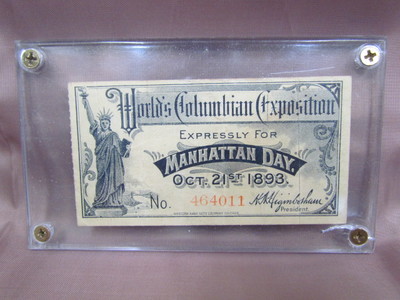 World's Columbian Exposition
EXPRESSLY FOR
MANHATTAN DAY.
OCT. 21ST 1893.
No. 464011
H.N. Higinbotham
President